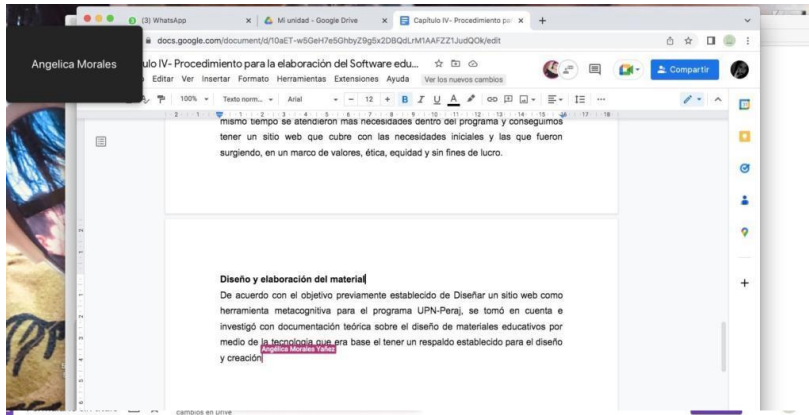 (3) WhatsApp
Mi unidad - Google Drive
Capítulo IV- Procedimiento par
docs.google.com/document/d/10aET-w5GeH7eSGhbyZ9g5x2DBQdLrM1AAFZZ1JudQOk/edit
Angelica Morales
ulo IV- Procedimiento para la elaboración del Software edu...
Editar Ver Insertar Formato Herramientas Extensiones Ayuda Ver los nuevos cambios
Compartir
100% Texto norm... Arial 12 B I U A
mismo tiempo se atendieron más necesidades dentro del programa y conseguimos
tener un sitio web que cubre con las necesidades iniciales y las que fueron
surgiendo, en un marco de valores, ética, equidad y sin fines de lucro.
Diseño y elaboración del material
De acuerdo con el objetivo previamente establecido de Diseñar un sitio web como
herramienta metacognitiva para el programa UPN-Peraj, se tomó en cuenta e
investigó con documentación teórica sobre el diseño de materiales educativos por
medio de la tecnología que era base el tener un respaldo establecido para el diseño
Angélica Morales Yañez
y creación
cambios en Drive